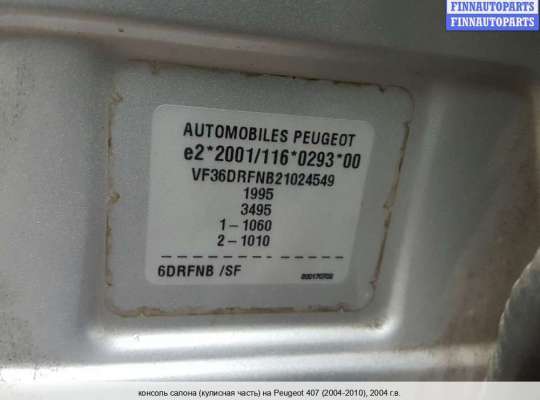 FINNAUTOPARTS
FINNAUTOPARTS
AUTOMOBILES PEUGEOT
e2*2001/116*0293*00
VF36DRFNB21024549
1995
3495
1-1060
2-1010
6DRFNB /SF
консоль салона (кулисная часть) на Peugeot 407 (2004-2010), 2004 г.в.